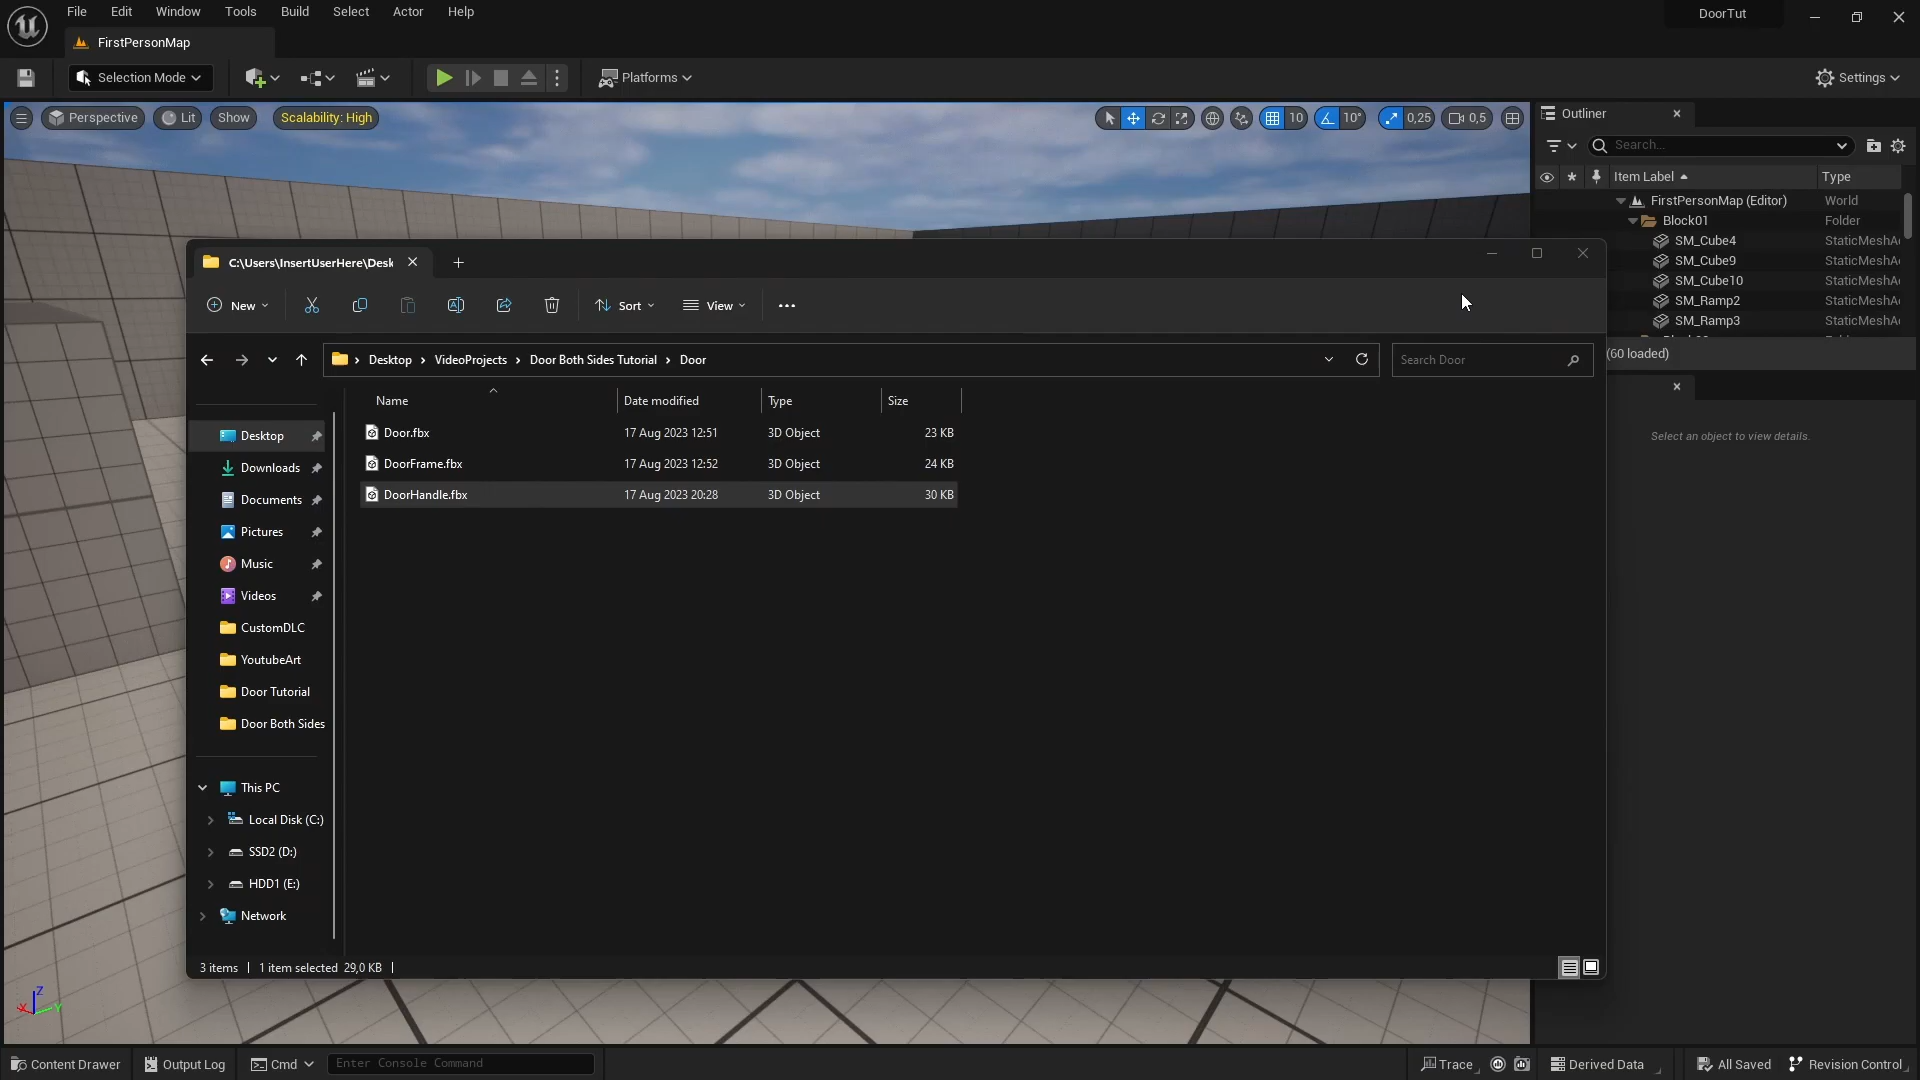 File Edit Window Tools Build Select Actor Help
DoorTut
FirstPersonMap
Selection Mode
Platforms
Settings
Perspective Lit Show Scalability: High
10 10° 0,25 0,5
Outliner
Search...
Item Label Type
FirstPersonMap (Editor) World
Block01 Folder
SM_Cube4 StaticMeshA
SM_Cube9 StaticMeshA
SM_Cube10 StaticMeshA
SM_Ramp2 StaticMeshA
SM_Ramp3 StaticMeshA
(60 loaded)
Select an object to view details.
C:\Users\InsertUserHere\Desk
New Sort View
Desktop > VideoProjects > Door Both Sides Tutorial > Door
Search Door
Name Date modified Type Size
Door.fbx 17 Aug 2023 12:51 3D Object 23 KB
DoorFrame.fbx 17 Aug 2023 12:52 3D Object 24 KB
DoorHandle.fbx 17 Aug 2023 20:28 3D Object 30 KB
Desktop
Downloads
Documents
Pictures
Music
Videos
CustomDLC
YoutubeArt
Door Tutorial
Door Both Sides
This PC
Local Disk (C:)
SSD2 (D:)
HDD1 (E:)
Network
3 items 1 item selected 29,0 KB
Z
X Y
Content Drawer Output Log Cmd Enter Console Command
Trace Derived Data All Saved Revision Control